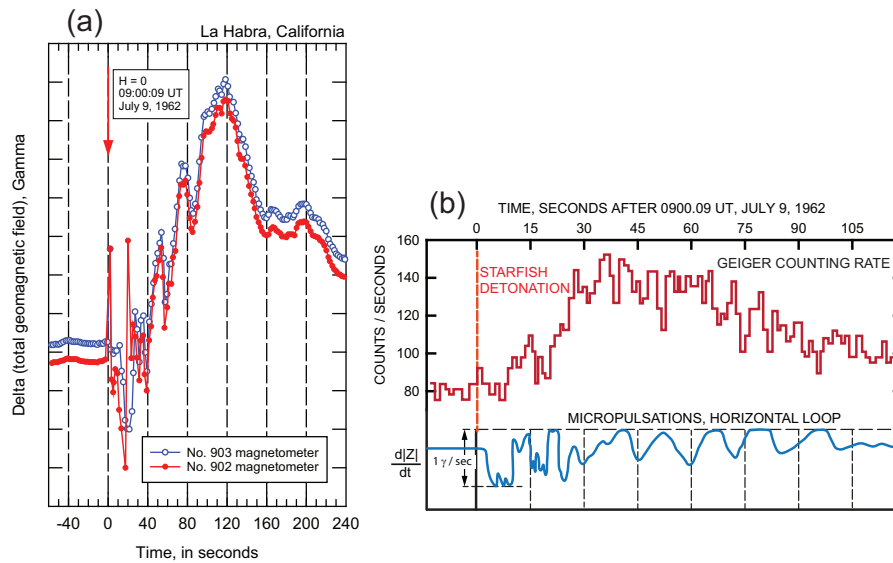 (a)
La Habra, California
H = 0
09:00:09 UT
July 9, 1962
Delta (total geomagnetic field), Gamma
No. 903 magnetometer
No. 902 magnetometer
-40 0 40 80 120 160 200 240
Time, in seconds
(b)
TIME, SECONDS AFTER 0900.09 UT, JULY 9, 1962
0 15 30 45 60 75 90 105
160
140
120
100
80
COUNTS / SECONDS
STARFISH
DETONATION
GEIGER COUNTING RATE
MICROPULSATIONS, HORIZONTAL LOOP
d|Z|
dt
1 γ / sec